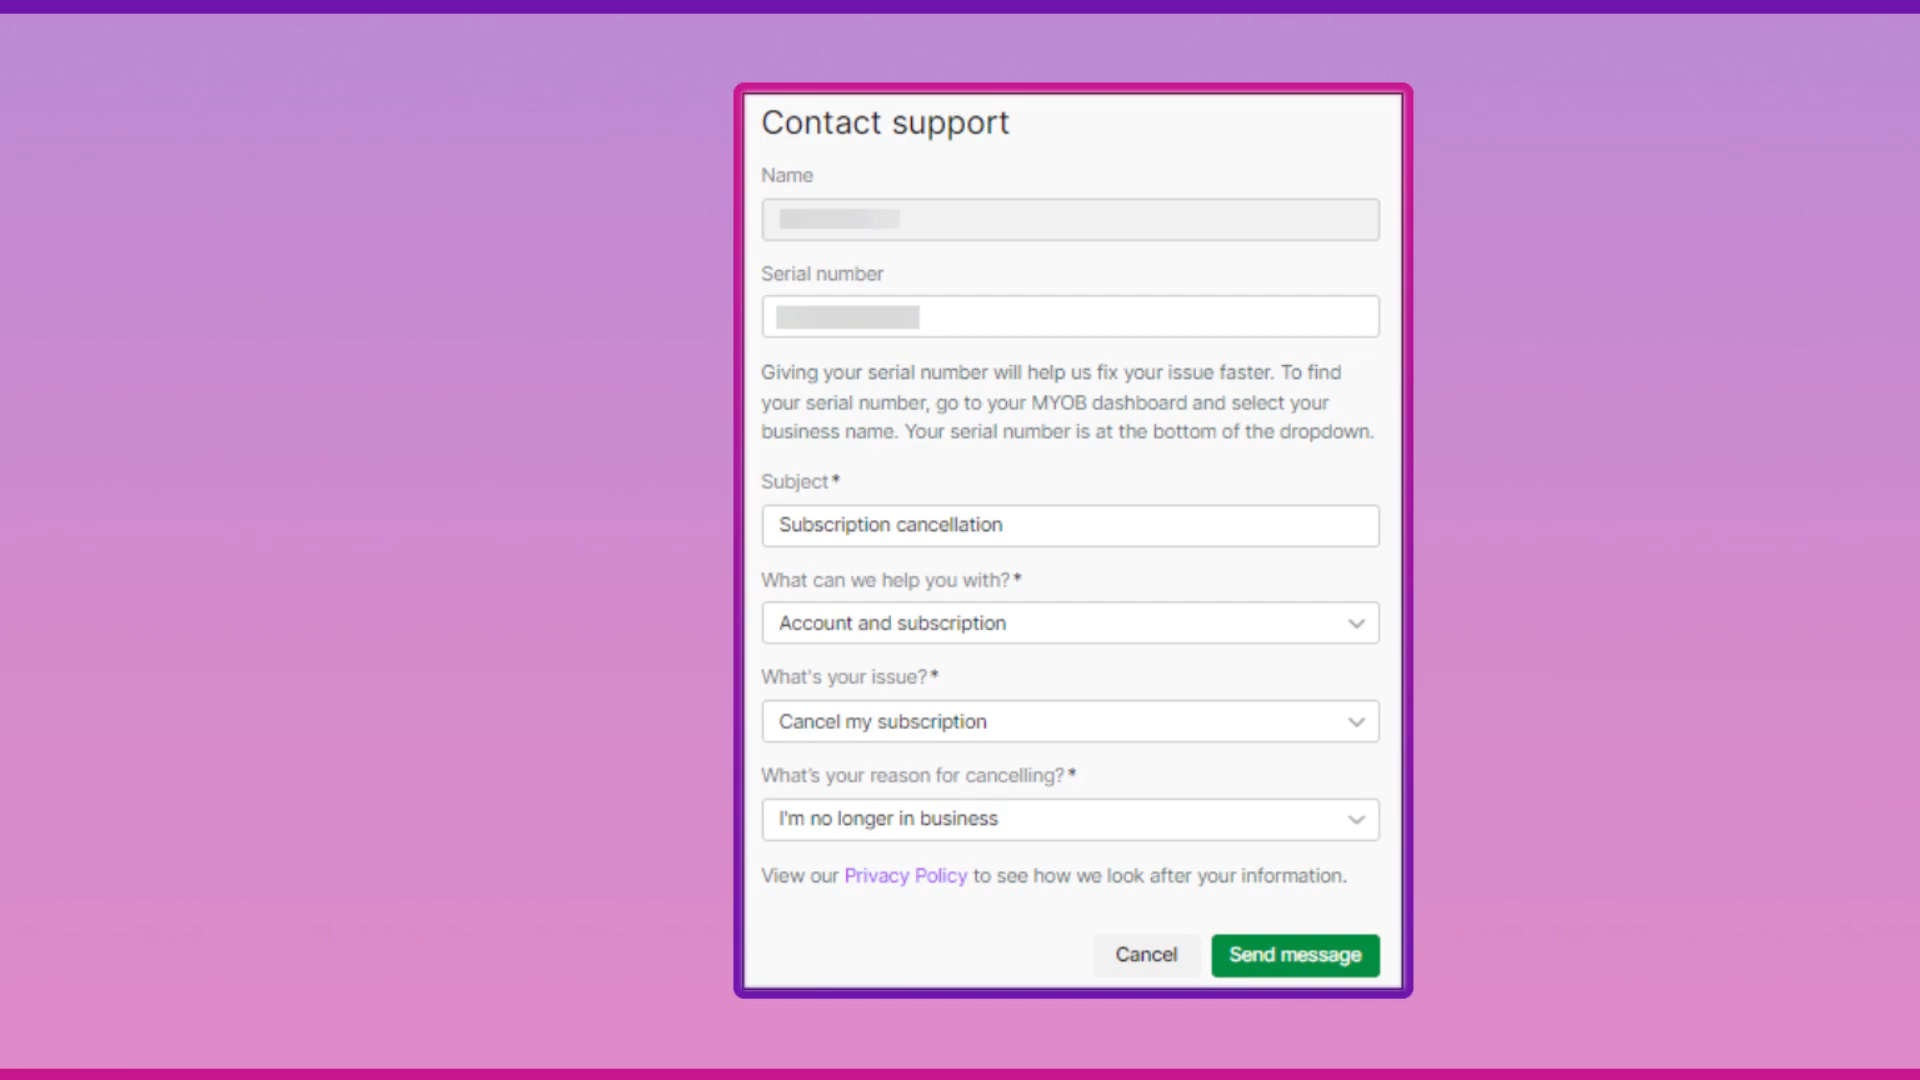 Contact support
Name
Serial number
Giving your serial number will help us fix your issue faster. To find
your serial number, go to your MYOB dashboard and select your
business name. Your serial number is at the bottom of the dropdown.
Subject*
Subscription cancellation
What can we help you with?*
Account and subscription
What's your issue?*
Cancel my subscription
What's your reason for cancelling?*
I'm no longer in business
View our Privacy Policy to see how we look after your information.
Cancel Send message